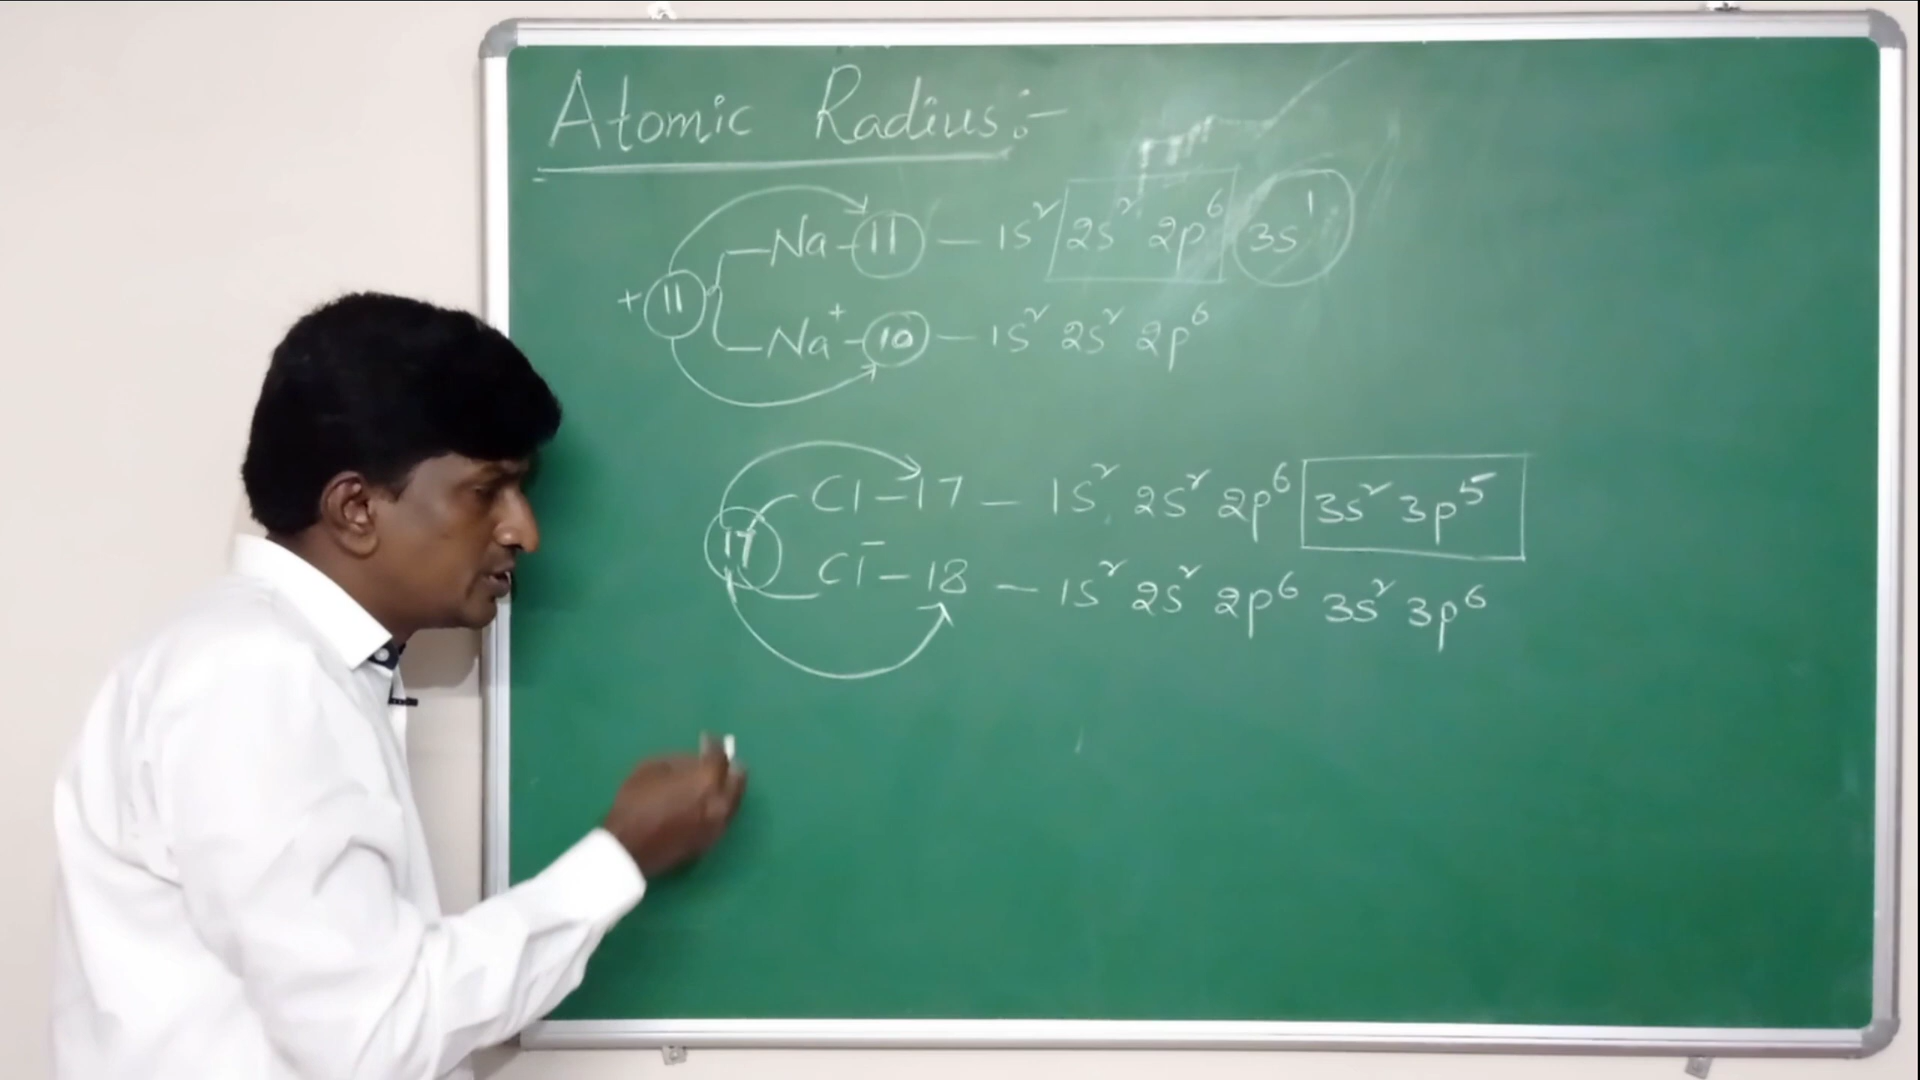 Atomic Radius:-
Na - 11 - 1s² 2s² 2p⁶ 3s¹
+ 11
Na⁺ - 10 - 1s² 2s² 2p⁶
Cl - 17 - 1s² 2s² 2p⁶ 3s² 3p⁵
17
Cl⁻ - 18 - 1s² 2s² 2p⁶ 3s² 3p⁶